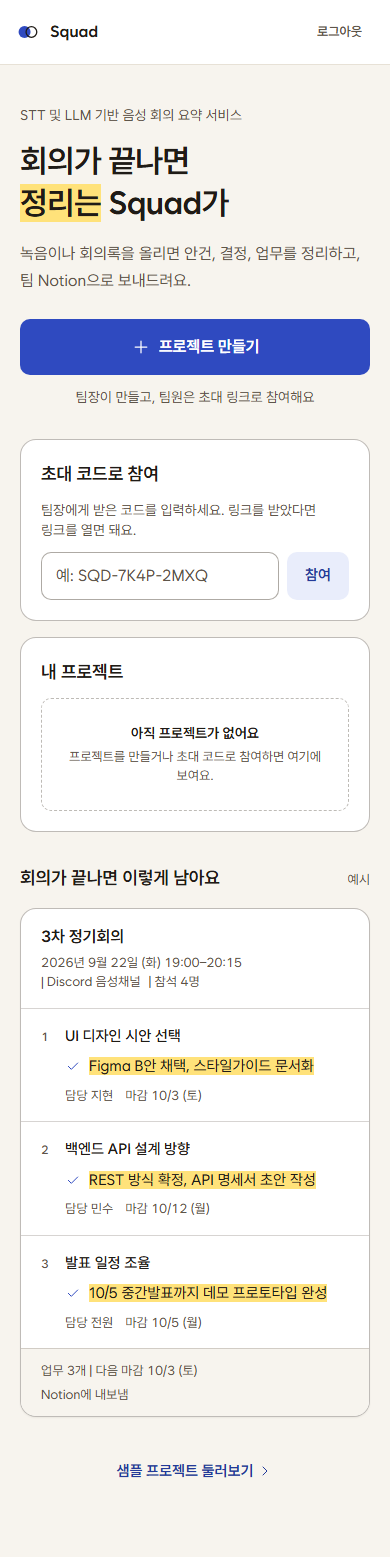 Squad
로그아웃
STT 및 LLM 기반 음성 회의 요약 서비스
회의가 끝나면
정리는 Squad가
녹음이나 회의록을 올리면 안건, 결정, 업무를 정리하고,
팀 Notion으로 보내드려요.
프로젝트 만들기
팀장이 만들고, 팀원은 초대 링크로 참여해요
초대 코드로 참여
팀장에게 받은 코드를 입력하세요. 링크를 받았다면
링크를 열면 돼요.
예: SQD-7K4P-2MXQ
참여
내 프로젝트
아직 프로젝트가 없어요
프로젝트를 만들거나 초대 코드로 참여하면 여기에
보여요.
회의가 끝나면 이렇게 남아요
예시
3차 정기회의
2026년 9월 22일 (화) 19:00–20:15
| Discord 음성채널 | 참석 4명
1 UI 디자인 시안 선택
Figma B안 채택, 스타일가이드 문서화
담당 지현 마감 10/3 (토)
2 백엔드 API 설계 방향
REST 방식 확정, API 명세서 초안 작성
담당 민수 마감 10/12 (월)
3 발표 일정 조율
10/5 중간발표까지 데모 프로토타입 완성
담당 전원 마감 10/5 (월)
업무 3개 | 다음 마감 10/3 (토)
Notion에 내보냄
샘플 프로젝트 둘러보기